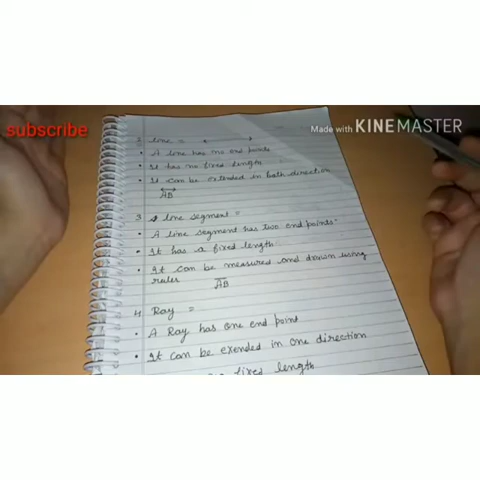 subscribe
Made with KINEMASTER
2 line =
• A line has no end points
• It has no fixed length
• It can be extended in both direction
AB
3 line segment =
• A line segment has two end points
• It has a fixed length
• It can be measured and drawn using
ruler AB
4 Ray =
• A Ray has one end point
• It can be exended in one direction
fixed length